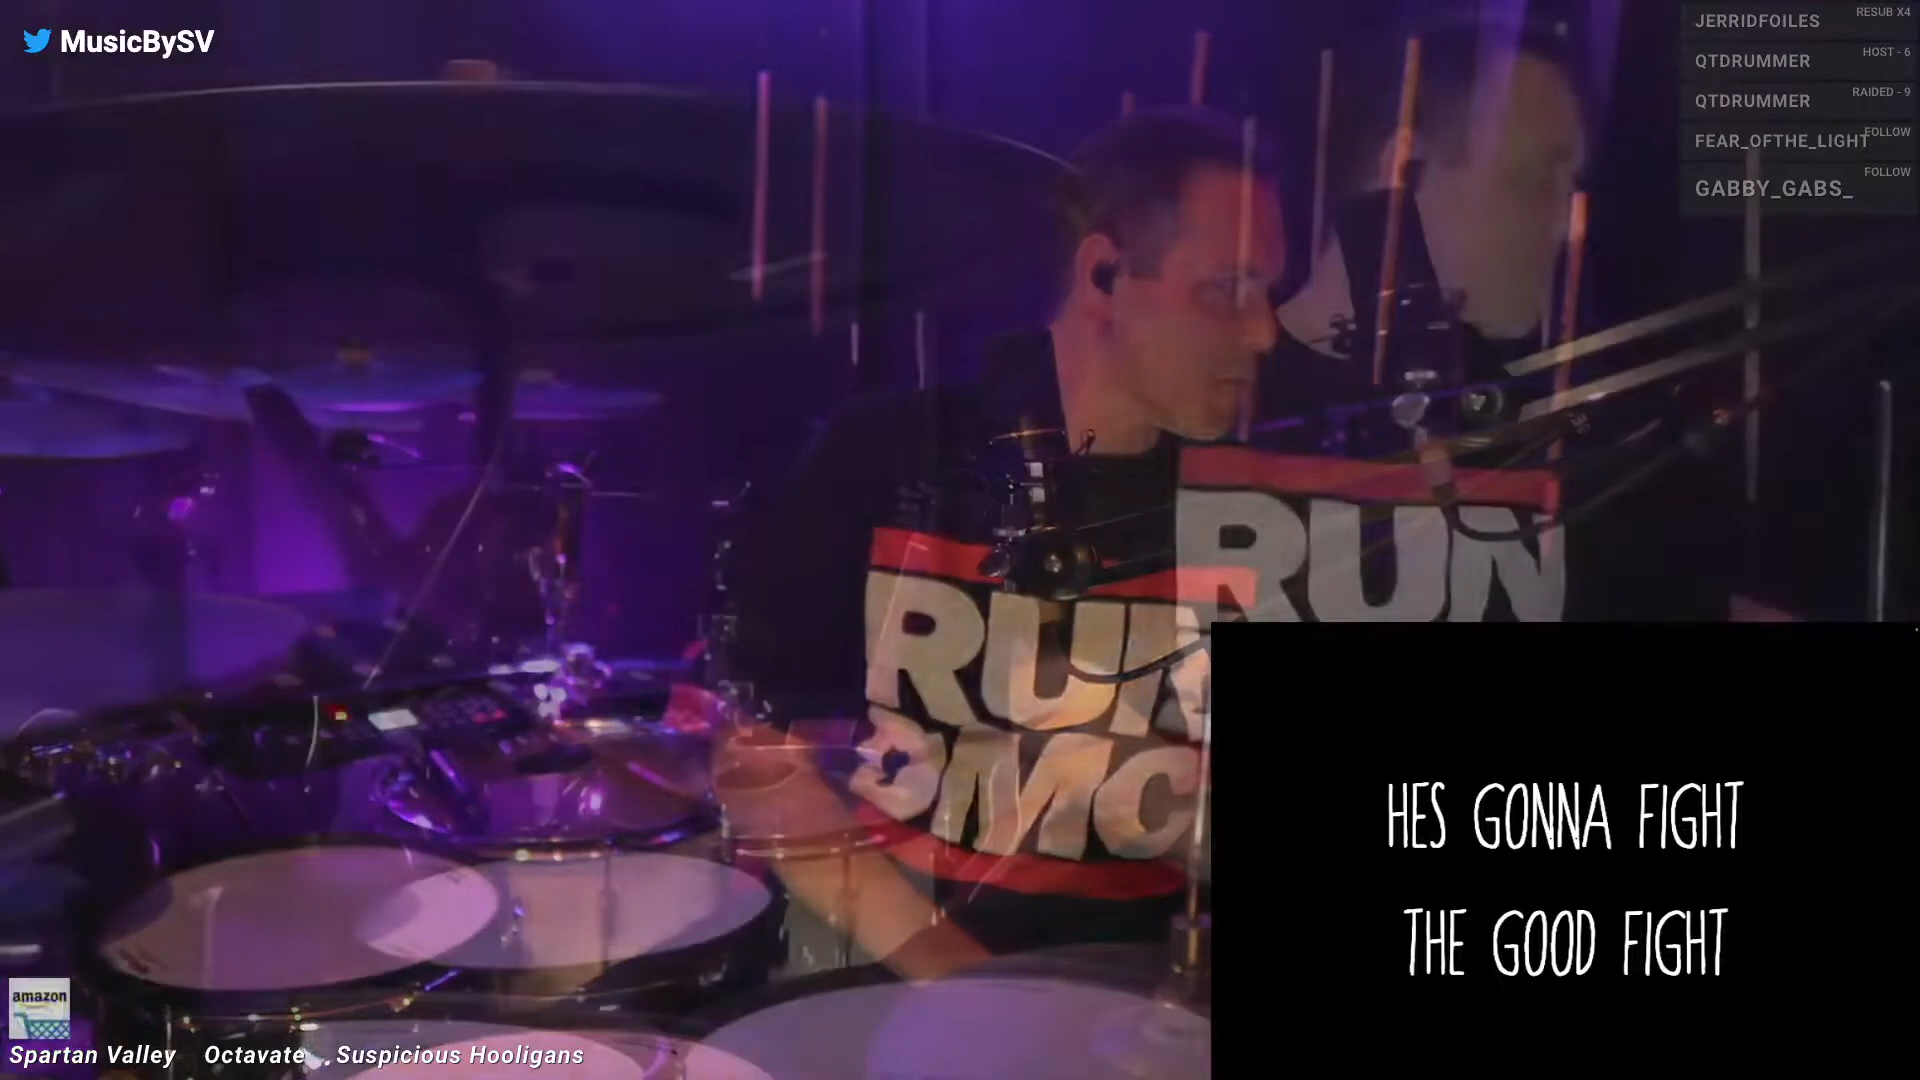 MusicBySV
JERRIDFOILES RESUB X4
QTDRUMMER HOST - 6
QTDRUMMER RAIDED - 9
FEAR_OFTHE_LIGHT FOLLOW
GABBY_GABS_ FOLLOW
RUN
RUN
DMC
HES GONNA FIGHT
THE GOOD FIGHT
amazon
Spartan Valley Octavate Suspicious Hooligans